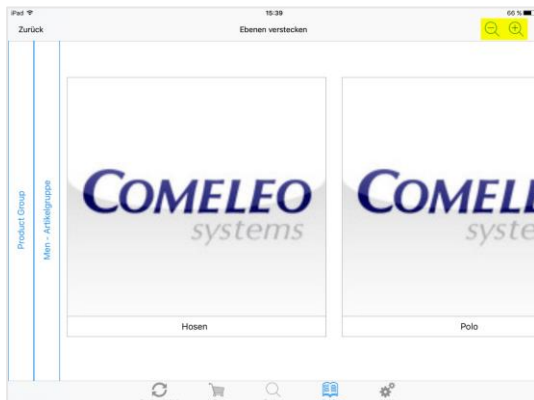 iPad 15:39 66 %
Zurück Ebenen verstecken
Product Group
Men - Artikelgruppe
COMELEO
systems
Hosen
COMELE
syste
Polo